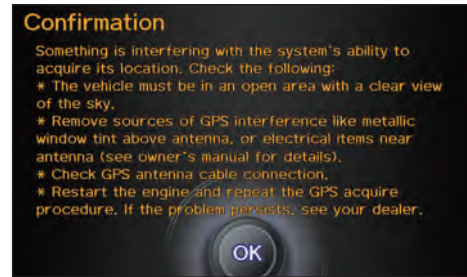 Confirmation
Something is interfering with the system's ability to
acquire its location. Check the following:
* The vehicle must be in an open area with a clear view
of the sky.
* Remove sources of GPS interference like metallic
window tint above antenna, or electrical items near
antenna (see owner's manual for details).
* Check GPS antenna cable connection.
* Restart the engine and repeat the GPS acquire
procedure. If the problem persists, see your dealer.
OK